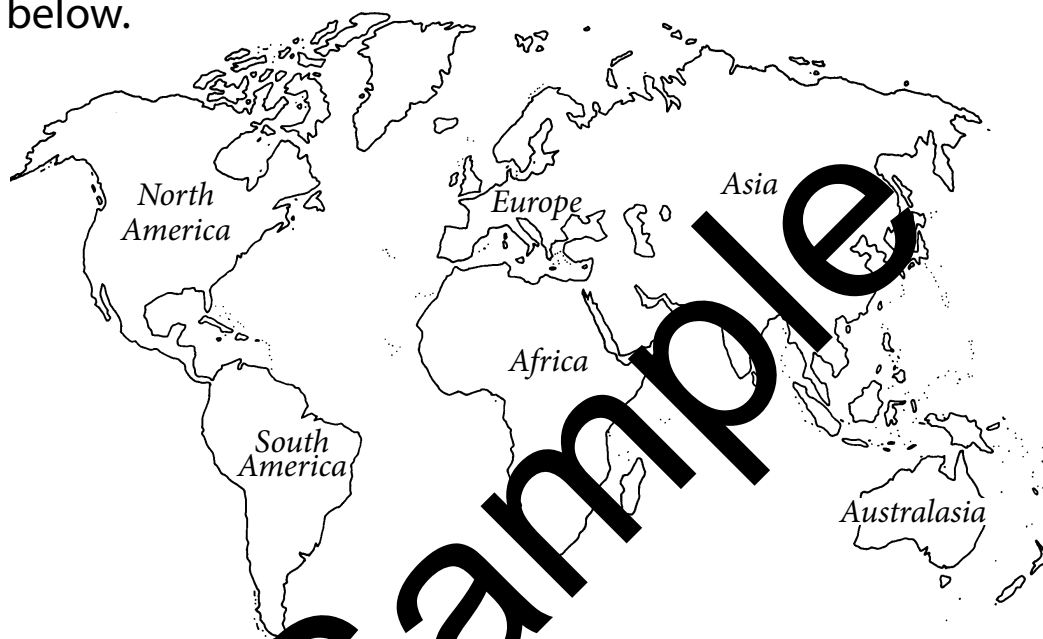 below.
North
America
Europe
Asia
Africa
South
America
Australasia
sample